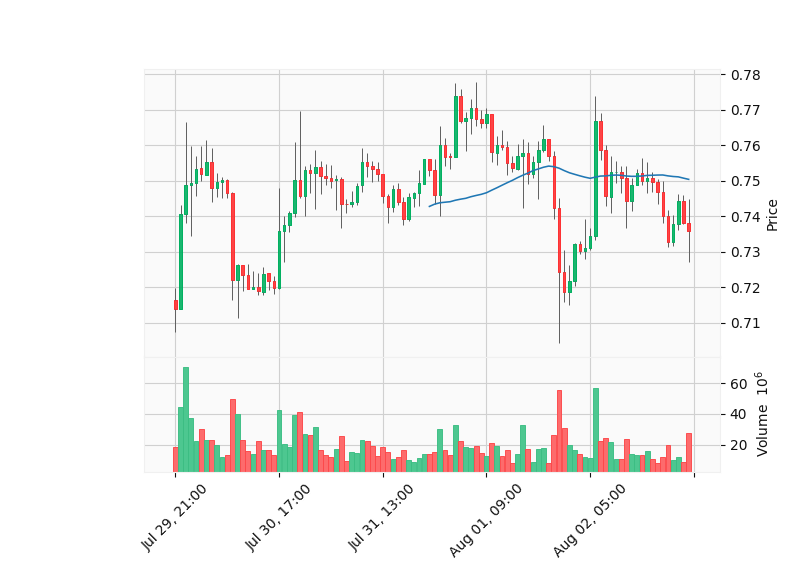 0.78
0.77
0.76
0.75
0.74
0.73
0.72
0.71
Price
60
40
20
Volume 10^6
Jul 29, 21:00
Jul 30, 17:00
Jul 31, 13:00
Aug 01, 09:00
Aug 02, 05:00